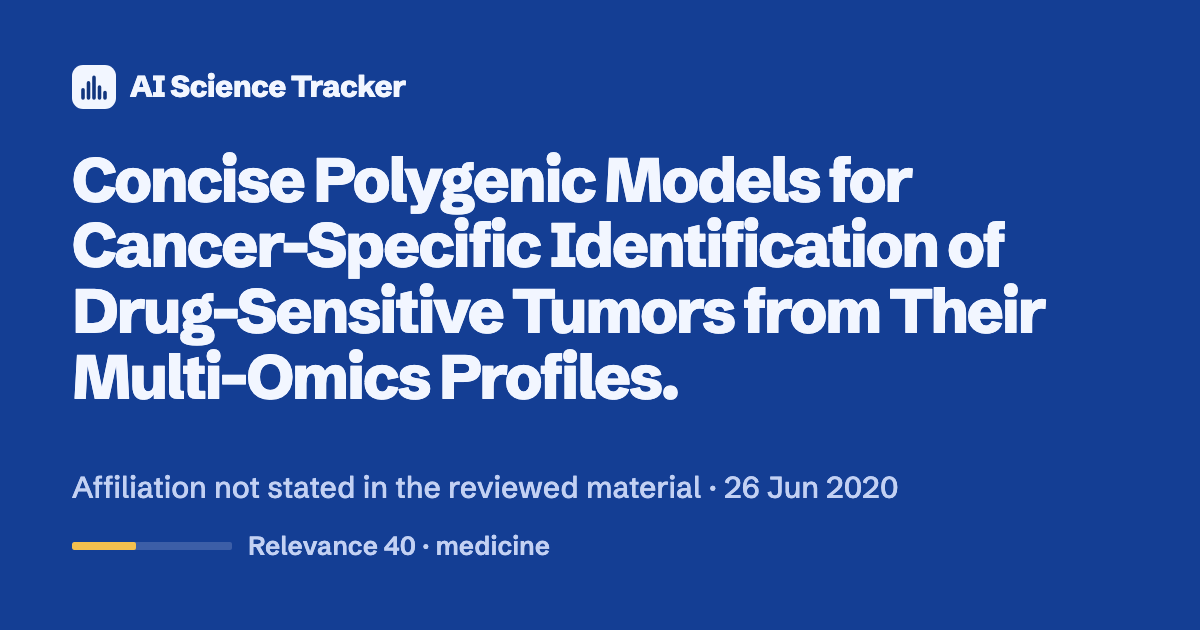 AI Science Tracker
Concise Polygenic Models for
Cancer-Specific Identification of
Drug-Sensitive Tumors from Their
Multi-Omics Profiles.
Affiliation not stated in the reviewed material · 26 Jun 2020
Relevance 40 · medicine